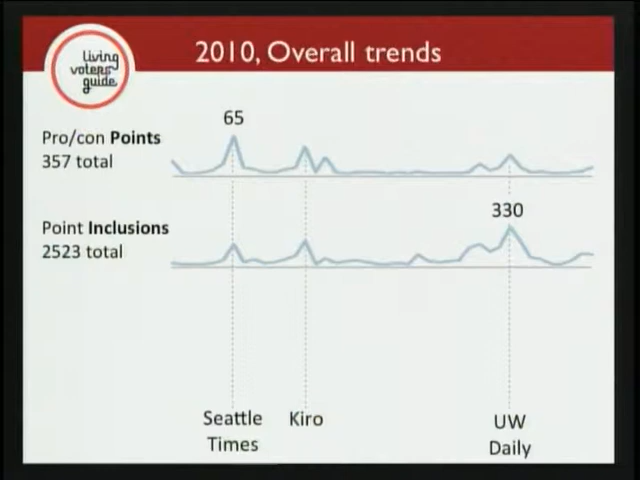 living
voters
guide
2010, Overall trends
65
Pro/con Points
357 total
330
Point Inclusions
2523 total
Seattle
Times
Kiro
UW
Daily